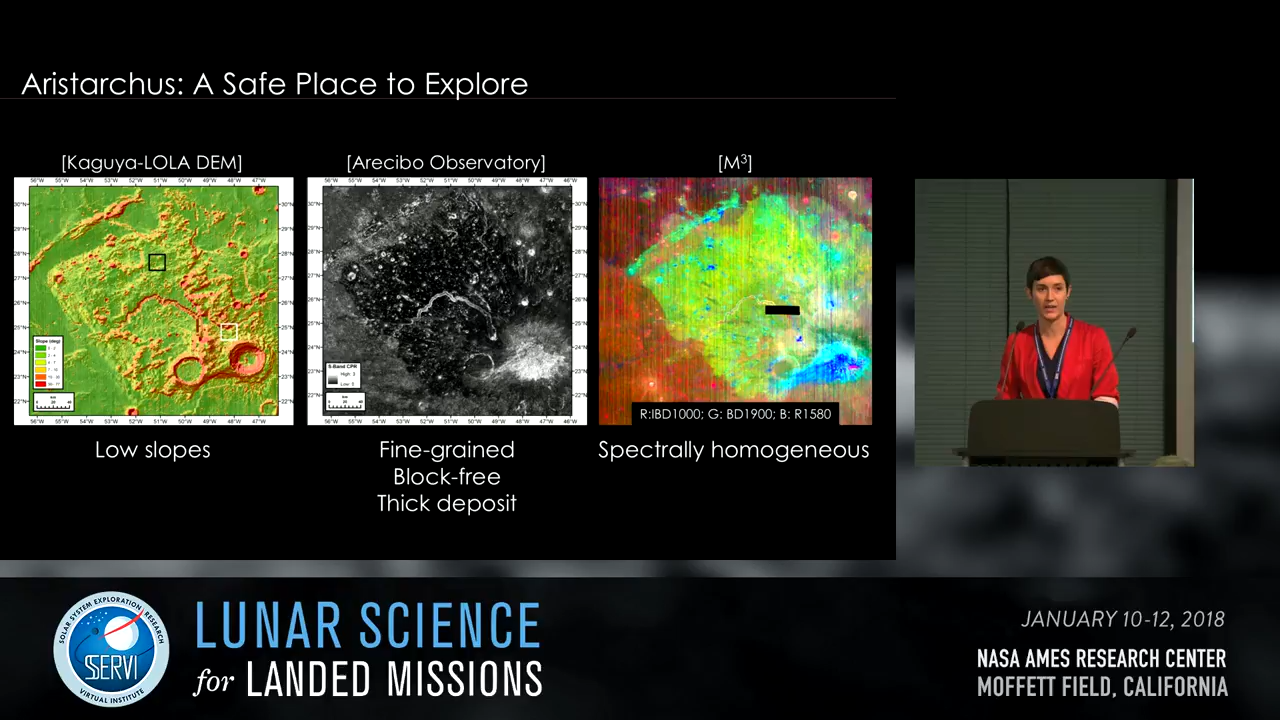 Aristarchus: A Safe Place to Explore
[Kaguya-LOLA DEM]
[Arecibo Observatory]
[M³]
S-Band CPR
R:IBD1000; G: BD1900; B: R1580
Low slopes
Fine-grained
Block-free
Thick deposit
Spectrally homogeneous
SOLAR SYSTEM EXPLORATION RESEARCH
SSERVI
VIRTUAL INSTITUTE
LUNAR SCIENCE
for LANDED MISSIONS
JANUARY 10-12, 2018
NASA AMES RESEARCH CENTER
MOFFETT FIELD, CALIFORNIA